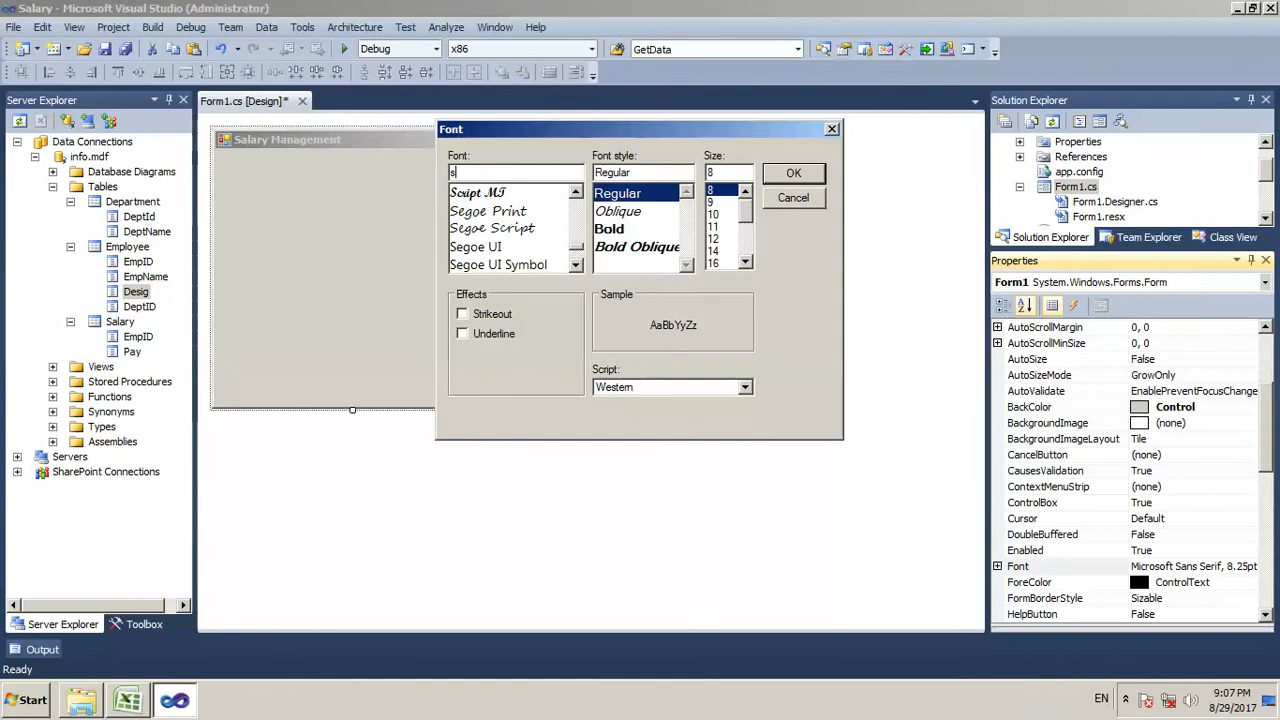 Salary - Microsoft Visual Studio (Administrator)
File Edit View Project Build Debug Team Data Tools Architecture Test Analyze Window Help
Debug x86 GetData
Server Explorer
Data Connections
info.mdf
Database Diagrams
Tables
Department
DeptId
DeptName
Employee
EmpID
EmpName
Desig
DeptID
Salary
EmpID
Pay
Views
Stored Procedures
Functions
Synonyms
Types
Assemblies
Servers
SharePoint Connections
Server Explorer Toolbox
Output
Ready
Form1.cs [Design]*
Salary Management
Font
Font:
s
Script MT
Segoe Print
Segoe Script
Segoe UI
Segoe UI Symbol
Font style:
Regular
Regular
Oblique
Bold
Bold Oblique
Size:
8
8
9
10
11
12
14
16
OK
Cancel
Effects
Strikeout
Underline
Sample
AaBbYyZz
Script:
Western
Solution Explorer
Properties
References
app.config
Form1.cs
Form1.Designer.cs
Form1.resx
Solution Explorer Team Explorer Class View
Properties
Form1 System.Windows.Forms.Form
AutoScrollMargin 0, 0
AutoScrollMinSize 0, 0
AutoSize False
AutoSizeMode GrowOnly
AutoValidate EnablePreventFocusChange
BackColor Control
BackgroundImage (none)
BackgroundImageLayout Tile
CancelButton (none)
CausesValidation True
ContextMenuStrip (none)
ControlBox True
Cursor Default
DoubleBuffered False
Enabled True
Font Microsoft Sans Serif, 8.25pt
ForeColor ControlText
FormBorderStyle Sizable
HelpButton False
Start
EN
9:07 PM
8/29/2017